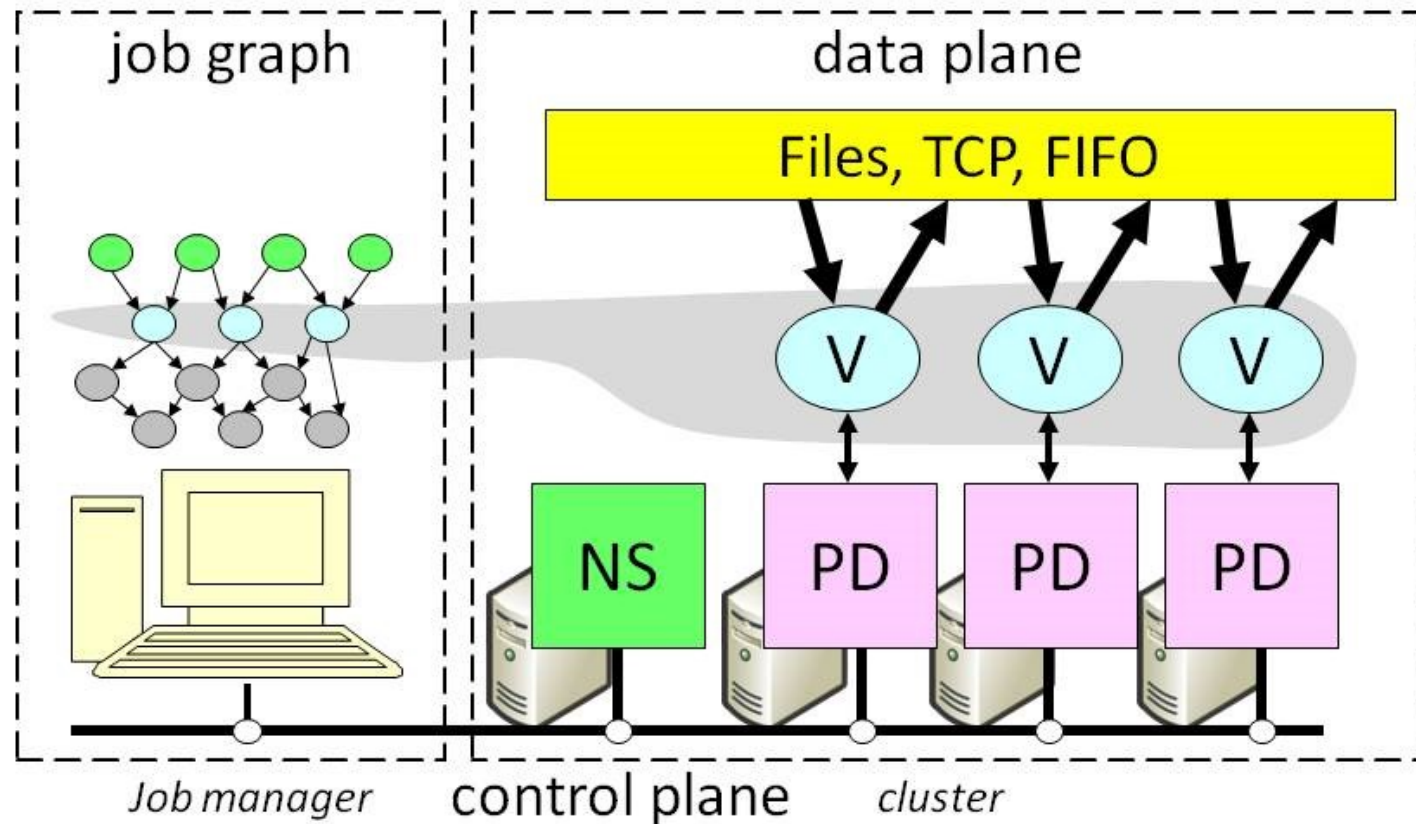 job graph
data plane
Files, TCP, FIFO
V V V
NS PD PD PD
Job manager control plane cluster